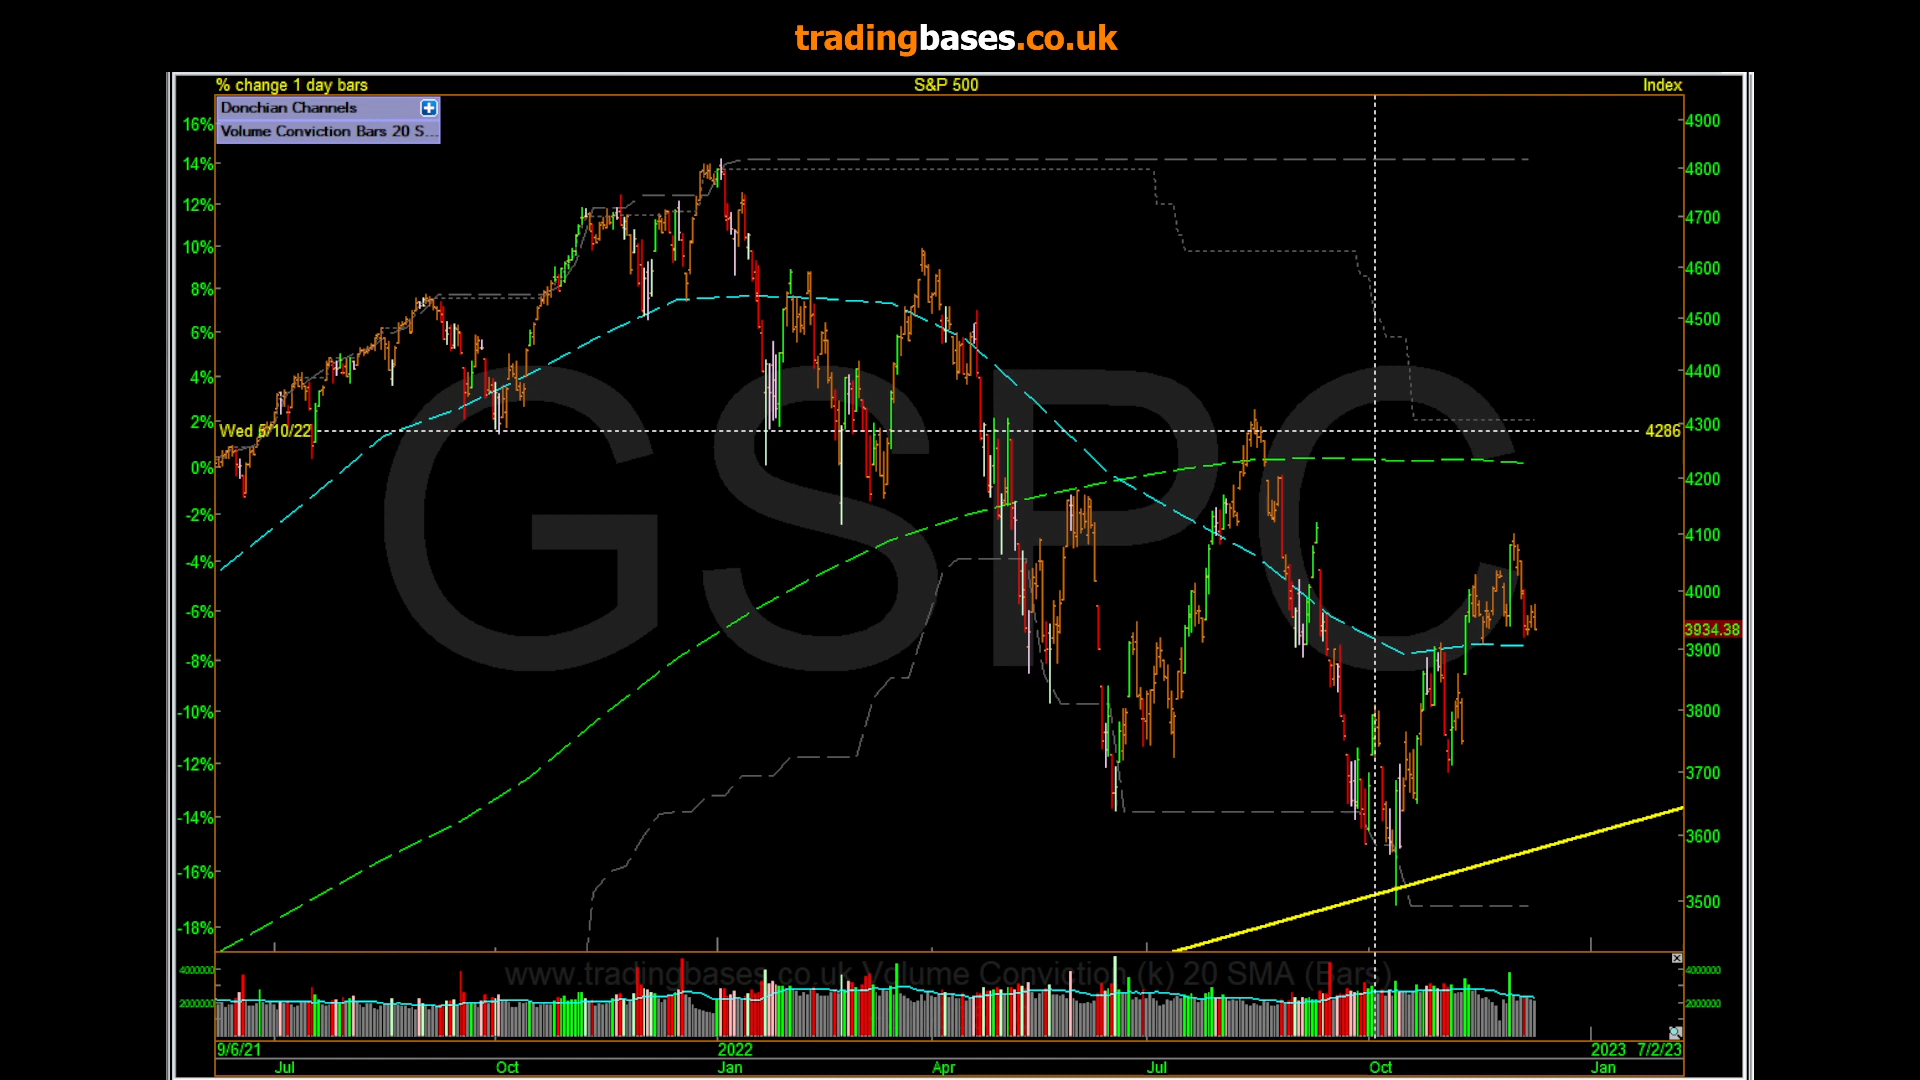 tradingbases.co.uk
% change 1 day bars
S&P 500
Index
Donchian Channels
Volume Conviction Bars 20 S...
16%
14%
12%
10%
8%
6%
4%
2%
0%
-2%
-4%
-6%
-8%
-10%
-12%
-14%
-16%
-18%
4900
4800
4700
4600
4500
4400
4300
4286
4200
4100
4000
3934.38
3900
3800
3700
3600
3500
Wed 5/10/22
GSPC
www.tradingbases.co.uk Volume Conviction (k) 20 SMA (Bars)
4000000
2000000
4000000
2000000
9/6/21
2022
2023
7/2/23
Jul
Oct
Jan
Apr
Jul
Oct
Jan